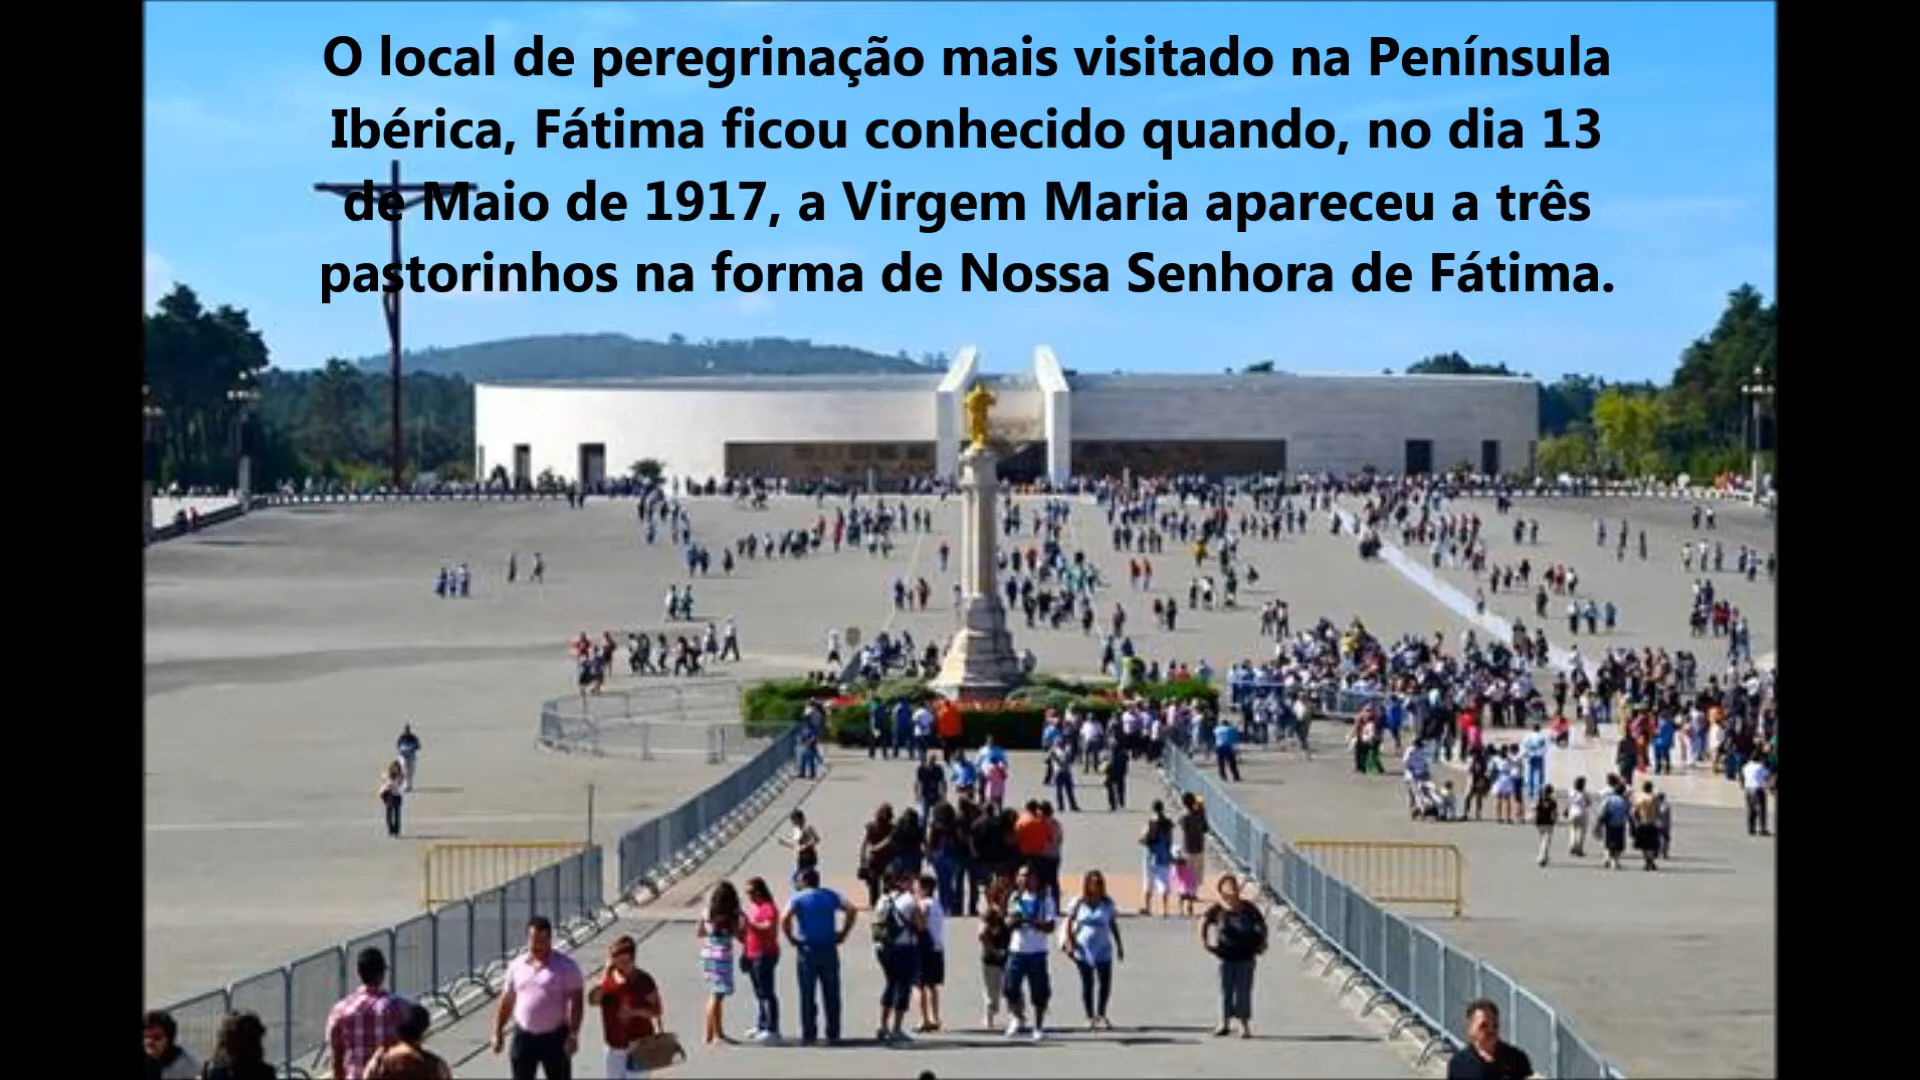 O local de peregrinação mais visitado na Península
Ibérica, Fátima ficou conhecido quando, no dia 13
de Maio de 1917, a Virgem Maria apareceu a três
pastorinhos na forma de Nossa Senhora de Fátima.